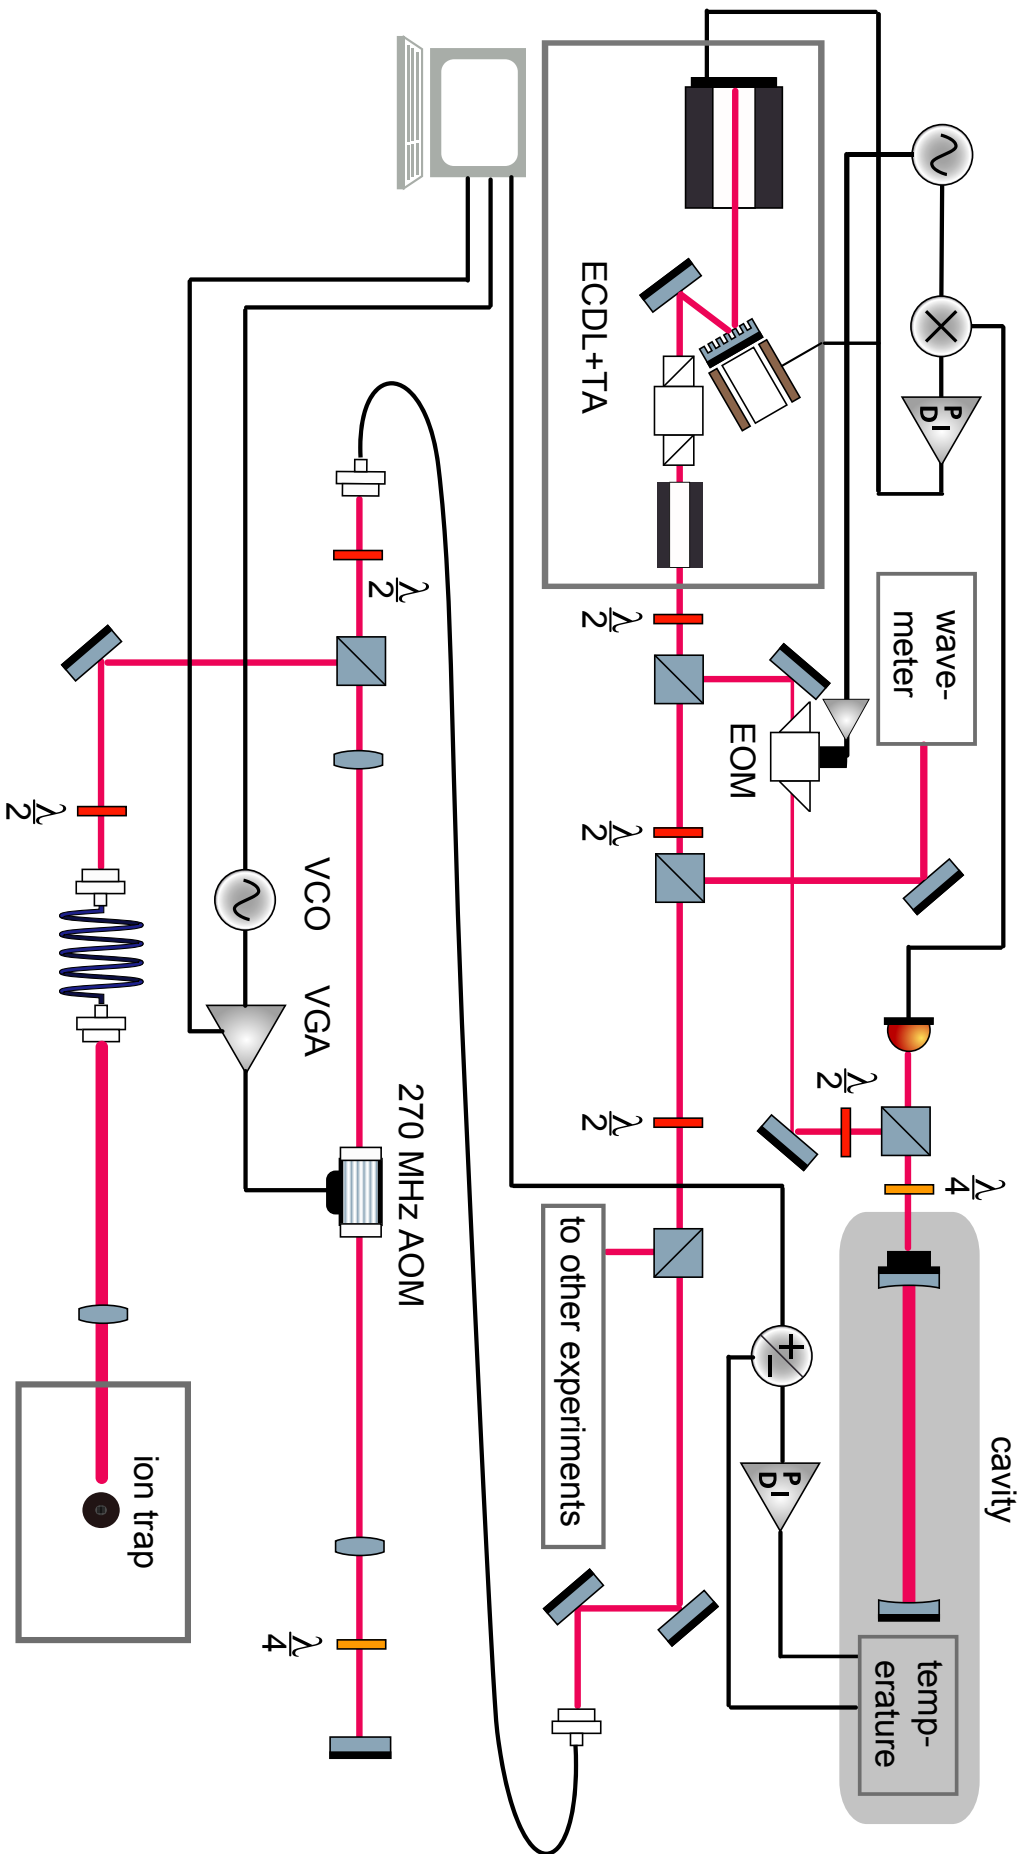 ECDL+TA
P
I
D
wave-
meter
EOM
λ
2
λ
2
λ
2
λ
2
λ
4
cavity
temp-
erature
P
I
D
+
−
to other experiments
270 MHz AOM
λ
2
λ
4
VCO
VGA
λ
2
ion trap